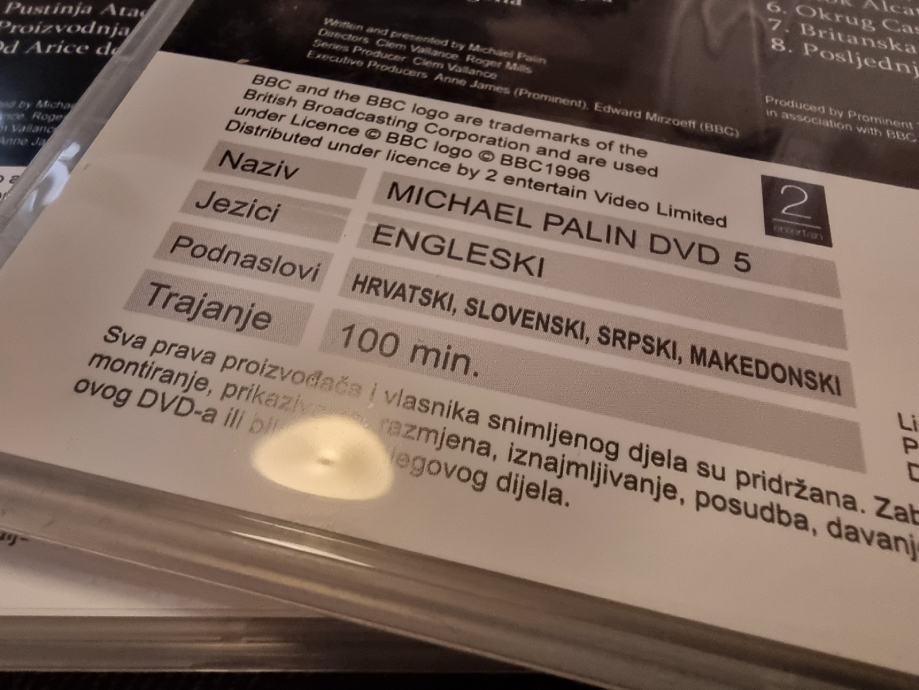 Pustinja Ata
Proizvodnja
Od Arice d
Written and presented by Michael Palin
Directors Clem Vallance, Roger Mills
Series Producer Clem Vallance
Executive Producers Anne James (Prominent), Edward Mirzoeff (BBC)
6. Okrug Ca
7. Britanska
8. Posljednj
Produced by Prominent
in association with BBC
BBC and the BBC logo are trademarks of the
British Broadcasting Corporation and are used
under Licence © BBC logo © BBC1996
Distributed under licence by 2 entertain Video Limited
2
entertain
Naziv MICHAEL PALIN DVD 5
Jezici ENGLESKI
Podnaslovi HRVATSKI, SLOVENSKI, SRPSKI, MAKEDONSKI
Trajanje 100 min.
Sva prava proizvođača i vlasnika snimljenog djela su pridržana. Zab
montiranje, razmjena, iznajmljivanje, posudba, davanj
ovog DVD-a ili dijela.
Li
P
D